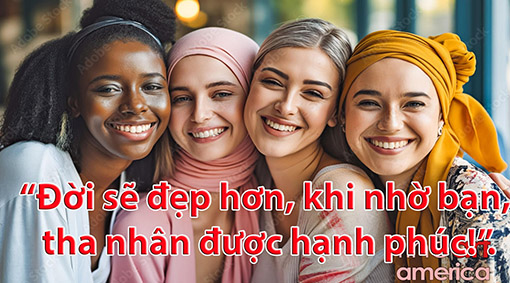 “Đời sẽ đẹp hơn, khi nhờ bạn,
tha nhân được hạnh phúc!”.
america